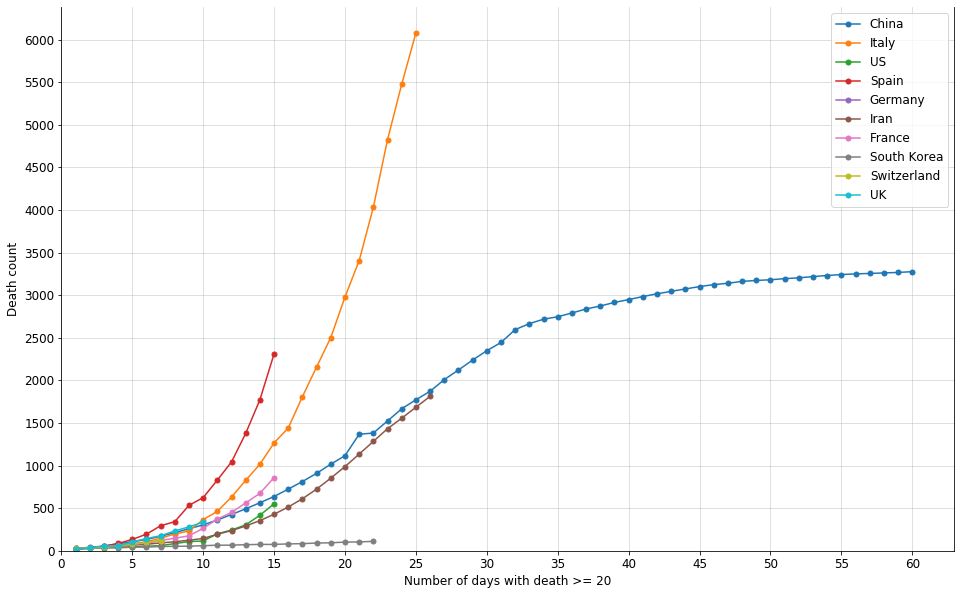 6000
5500
5000
4500
4000
3500
3000
2500
2000
1500
1000
500
0
Death count
0 5 10 15 20 25 30 35 40 45 50 55 60
Number of days with death >= 20
China
Italy
US
Spain
Germany
Iran
France
South Korea
Switzerland
UK